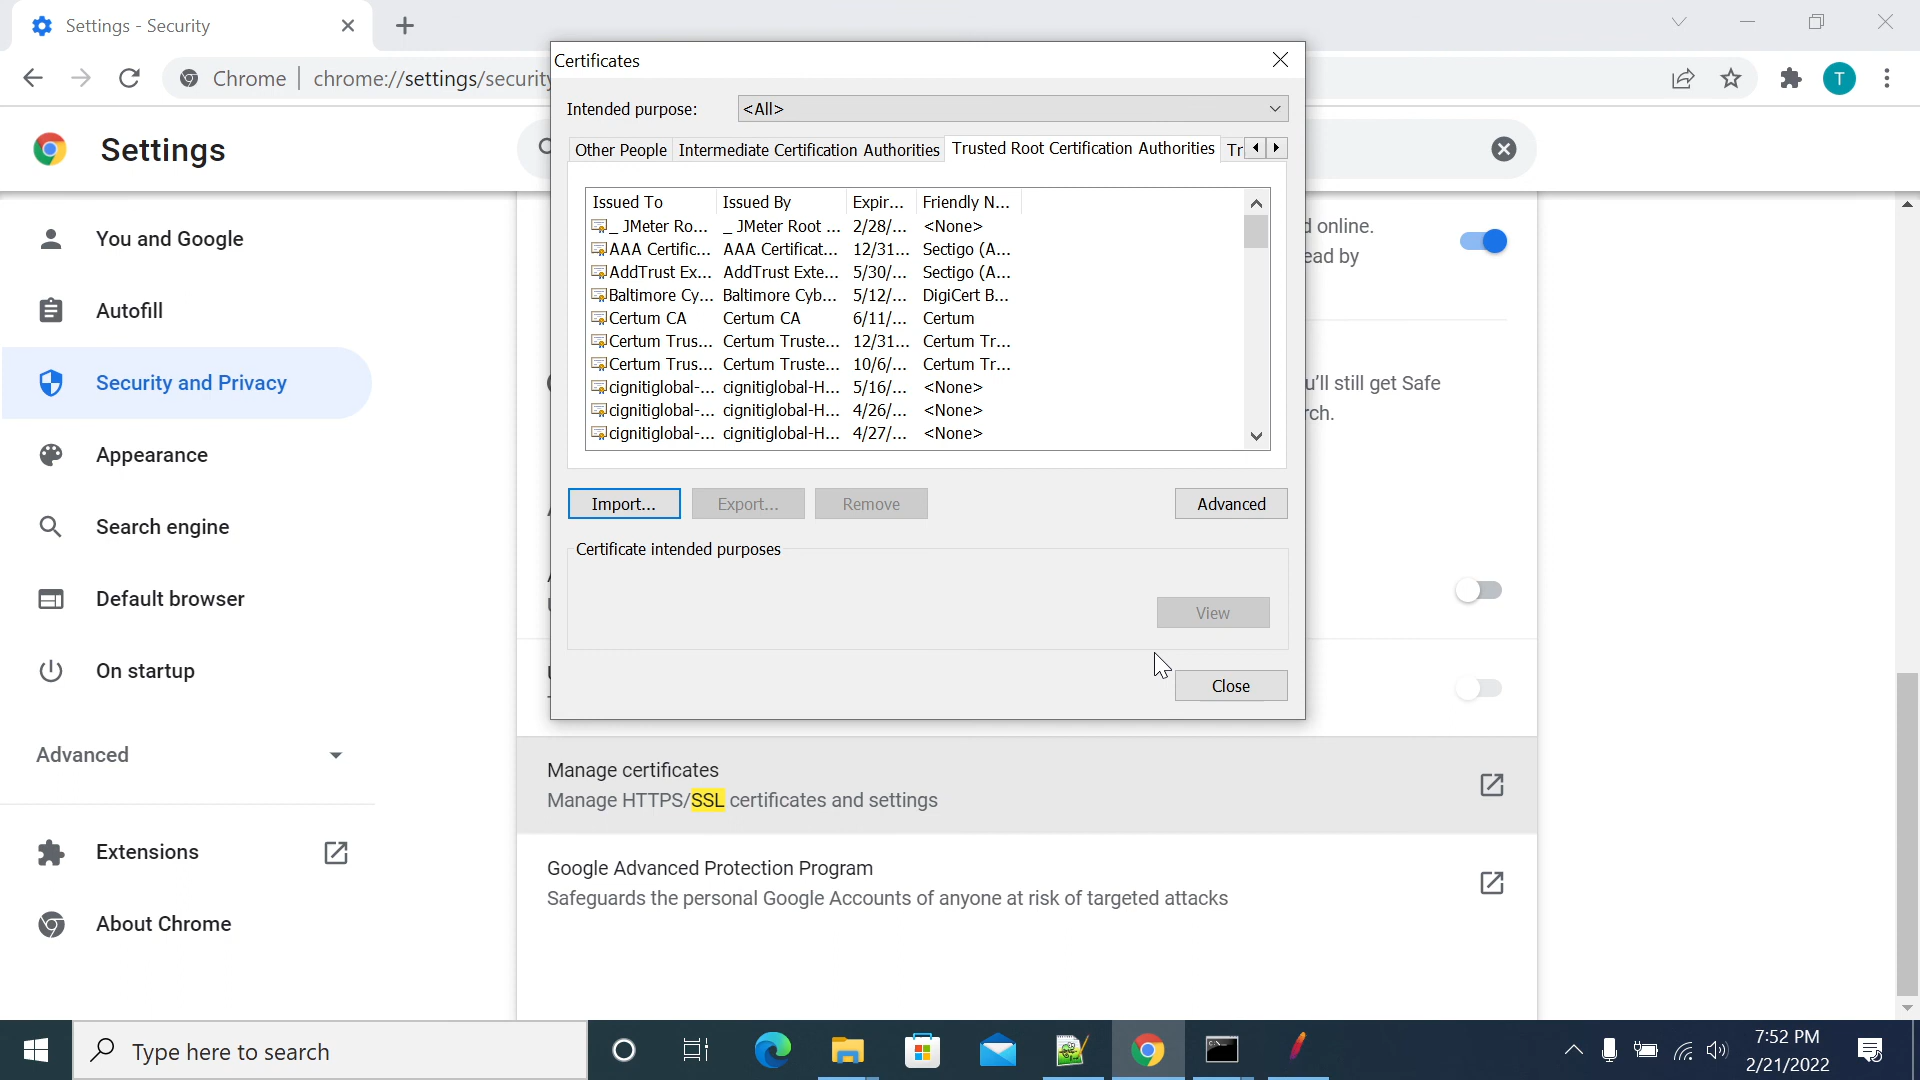 Settings - Security
Chrome
chrome://settings/security
T
Settings
You and Google
Autofill
Security and Privacy
Appearance
Search engine
Default browser
On startup
Advanced
Extensions
About Chrome
Certificates
Intended purpose:
<All>
Other People
Intermediate Certification Authorities
Trusted Root Certification Authorities
Tr
Issued To Issued By Expir... Friendly N...
_ JMeter Ro... _ JMeter Root ... 2/28/... <None>
AAA Certific... AAA Certificat... 12/31... Sectigo (A...
AddTrust Ex... AddTrust Exte... 5/30/... Sectigo (A...
Baltimore Cy... Baltimore Cyb... 5/12/... DigiCert B...
Certum CA Certum CA 6/11/... Certum
Certum Trus... Certum Truste... 12/31... Certum Tr...
Certum Trus... Certum Truste... 10/6/... Certum Tr...
cignitiglobal-... cignitiglobal-H... 5/16/... <None>
cignitiglobal-... cignitiglobal-H... 4/26/... <None>
cignitiglobal-... cignitiglobal-H... 4/27/... <None>
Import...
Export...
Remove
Advanced
Certificate intended purposes
View
Close
d online.
ead by
u'll still get Safe
rch.
Manage certificates
Manage HTTPS/SSL certificates and settings
Google Advanced Protection Program
Safeguards the personal Google Accounts of anyone at risk of targeted attacks
Type here to search
7:52 PM
2/21/2022